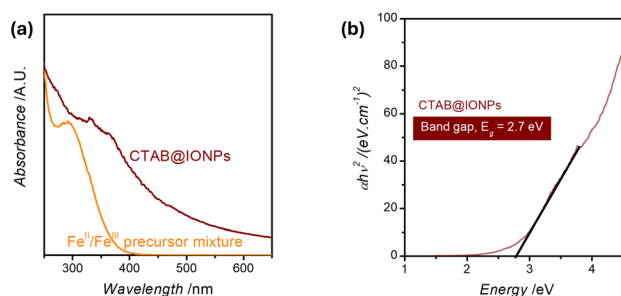 (a)
Absorbance /A.U.
CTAB@IONPs
Fe^II/Fe^III precursor mixture
250 300 400 500 600
Wavelength /nm
(b)
αhν² /(eV.cm⁻¹)²
100
80
60
40
20
0
CTAB@IONPs
Band gap, E_g = 2.7 eV
1 2 3 4
Energy /eV